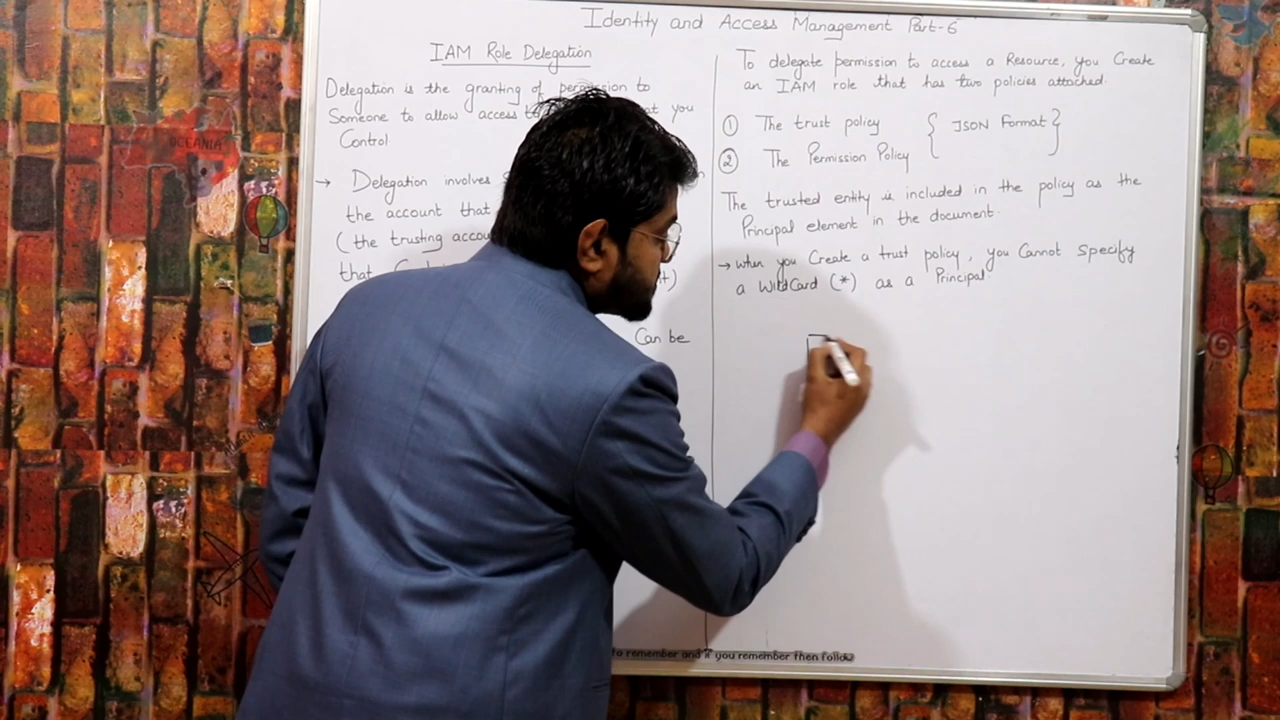 Identity and Access Management Part-6
IAM Role Delegation
Delegation is the granting of permission to
Someone to allow access you
Control
→ Delegation involves
the account that
(the trusting
that
Can be
To delegate permission to access a Resource, you Create
an IAM role that has two policies attached.
① The trust policy { JSON Format }
② The Permission Policy
The trusted entity is included in the policy as the
Principal element in the document.
→ when you Create a trust policy, you Cannot specify
a WildCard (*) as a Principal
to remember and if you remember then follow
OCEANIA